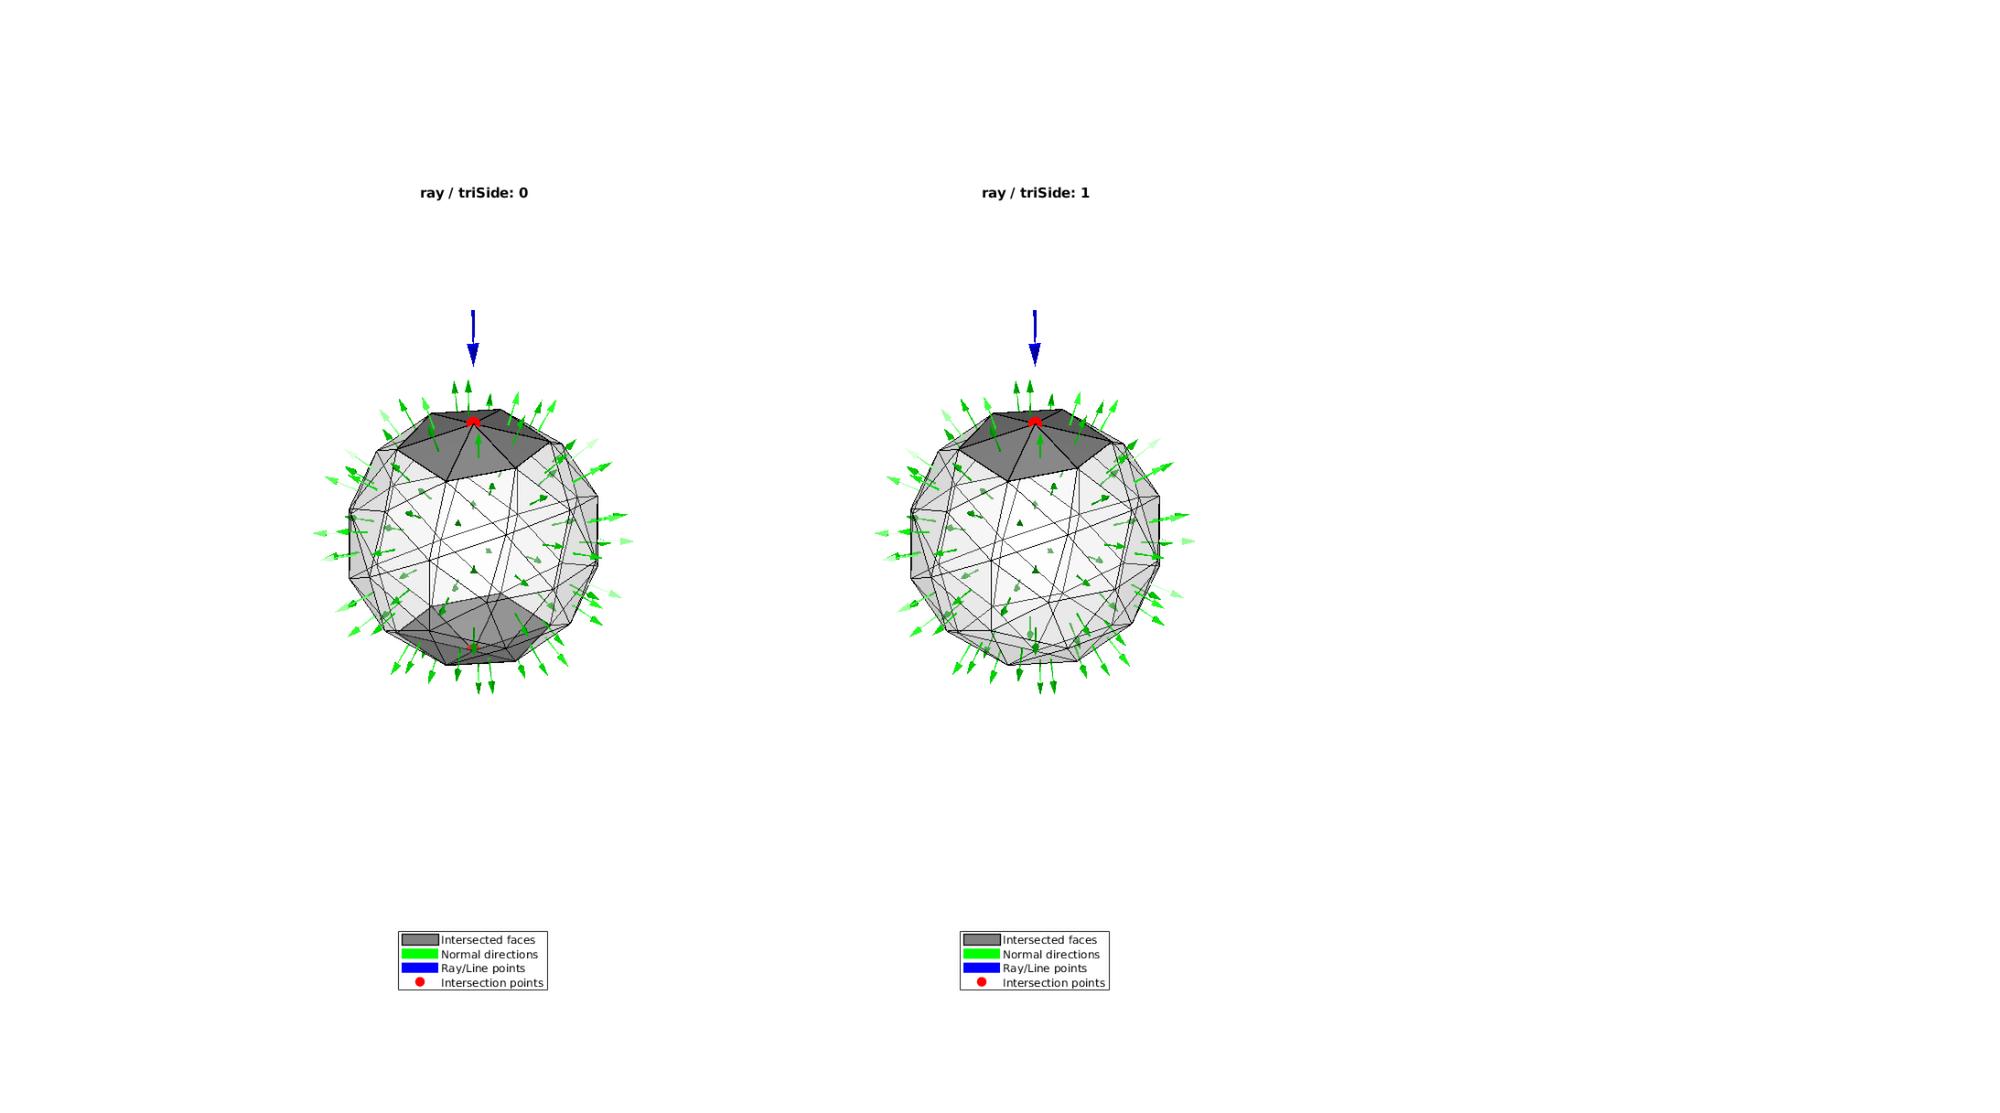 ray / triSide: 0
ray / triSide: 1
Intersected faces
Normal directions
Ray/Line points
Intersection points
Intersected faces
Normal directions
Ray/Line points
Intersection points